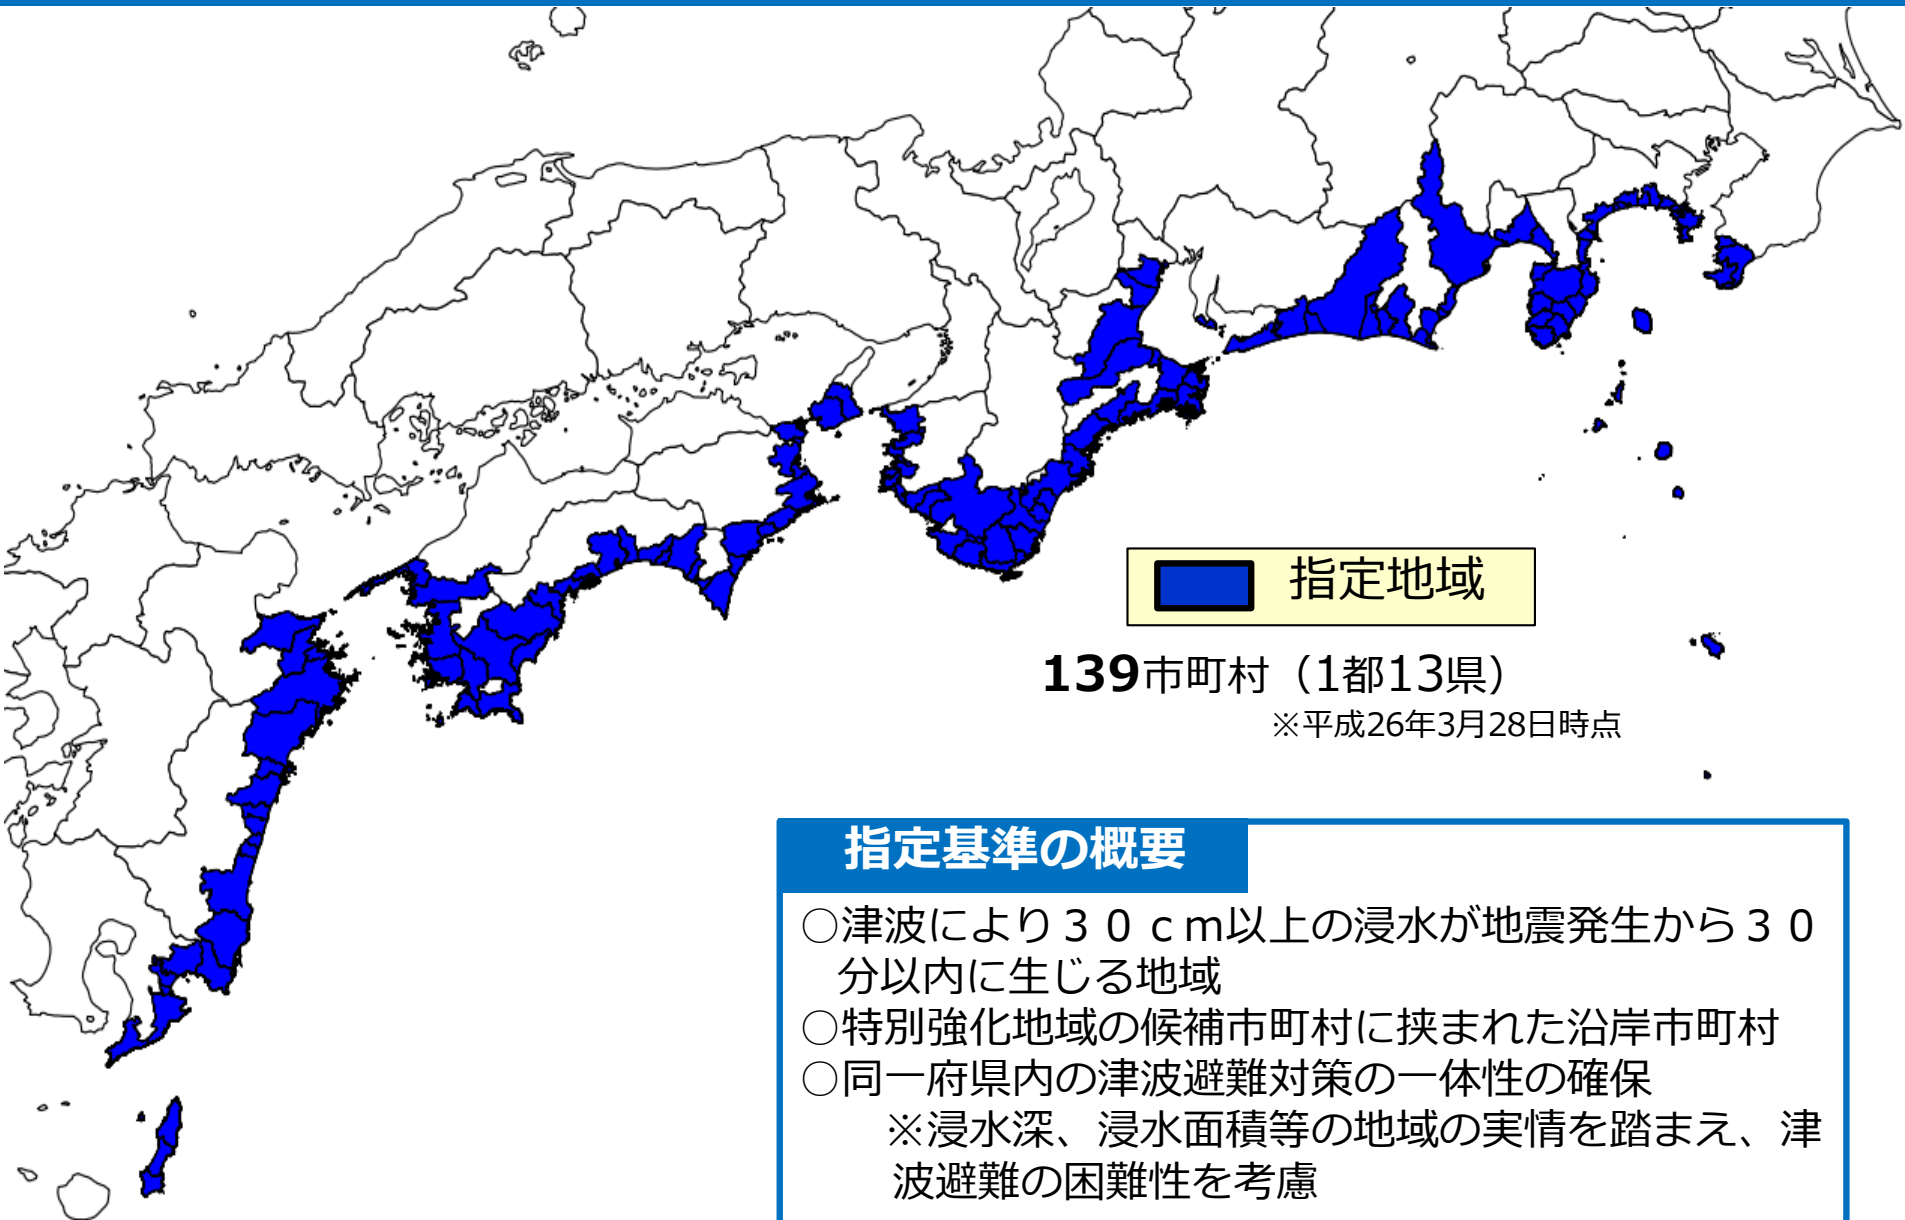 指定地域
139市町村（1都13県）
※平成26年3月28日時点
指定基準の概要
○津波により３０ｃｍ以上の浸水が地震発生から３０
分以内に生じる地域
○特別強化地域の候補市町村に挟まれた沿岸市町村
○同一府県内の津波避難対策の一体性の確保
※浸水深、浸水面積等の地域の実情を踏まえ、津
波避難の困難性を考慮